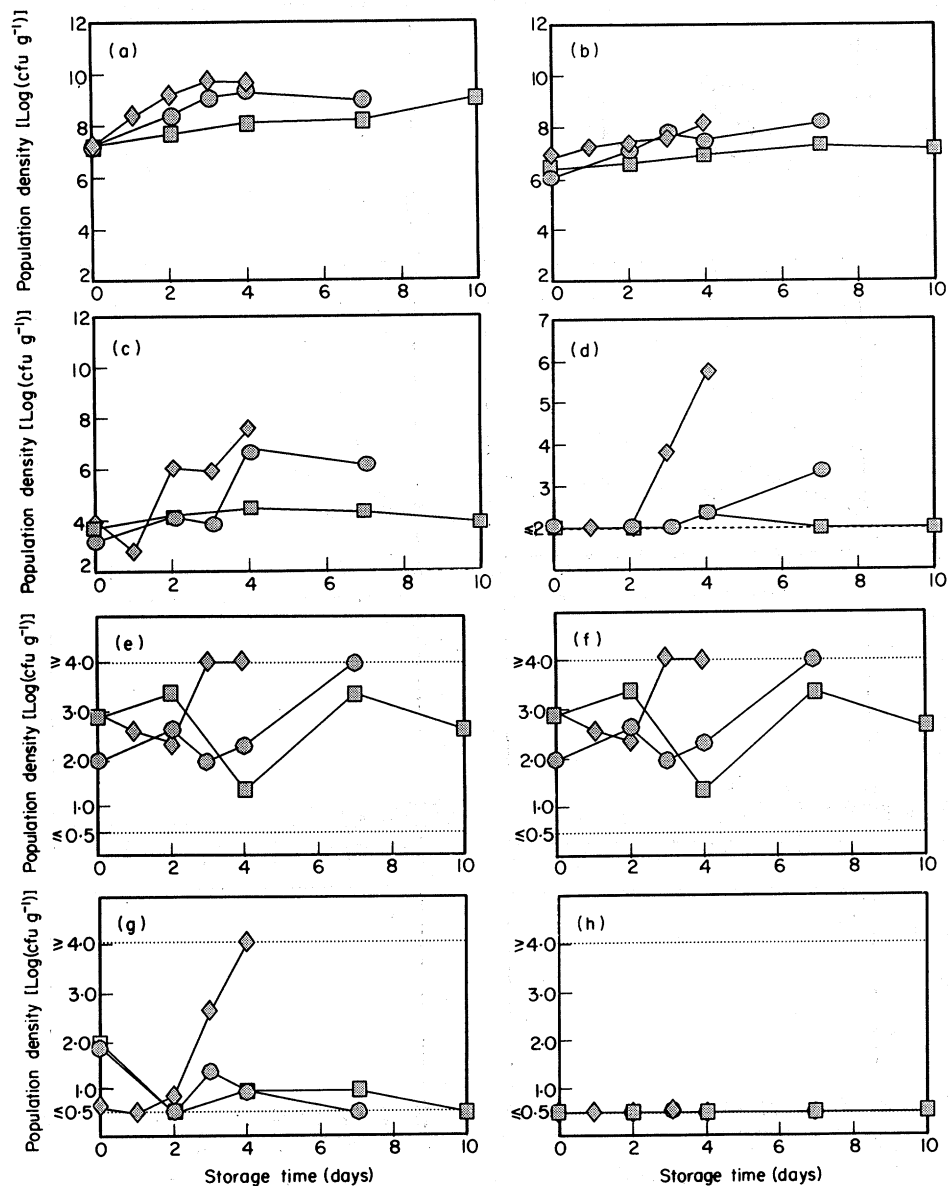 Population density [Log(cfu g⁻¹)]
12
10
8
6
4
2
(a)
0 2 4 6 8 10
12
10
8
6
4
2
(b)
0 2 4 6 8 10
Population density [Log(cfu g⁻¹)]
12
10
8
6
4
2
(c)
0 2 4 6 8 10
7
6
5
4
3
≤2
(d)
0 2 4 6 8 10
Population density [Log(cfu g⁻¹)]
≥4·0
3·0
2·0
1·0
≤0·5
(e)
0 2 4 6 8 10
≥4·0
3·0
2·0
1·0
≤0·5
(f)
0 2 4 6 8 10
Population density [Log(cfu g⁻¹)]
≥4·0
3·0
2·0
1·0
≤0·5
(g)
0 2 4 6 8 10
Storage time (days)
≥4·0
3·0
2·0
1·0
≤0·5
(h)
0 2 4 6 8 10
Storage time (days)